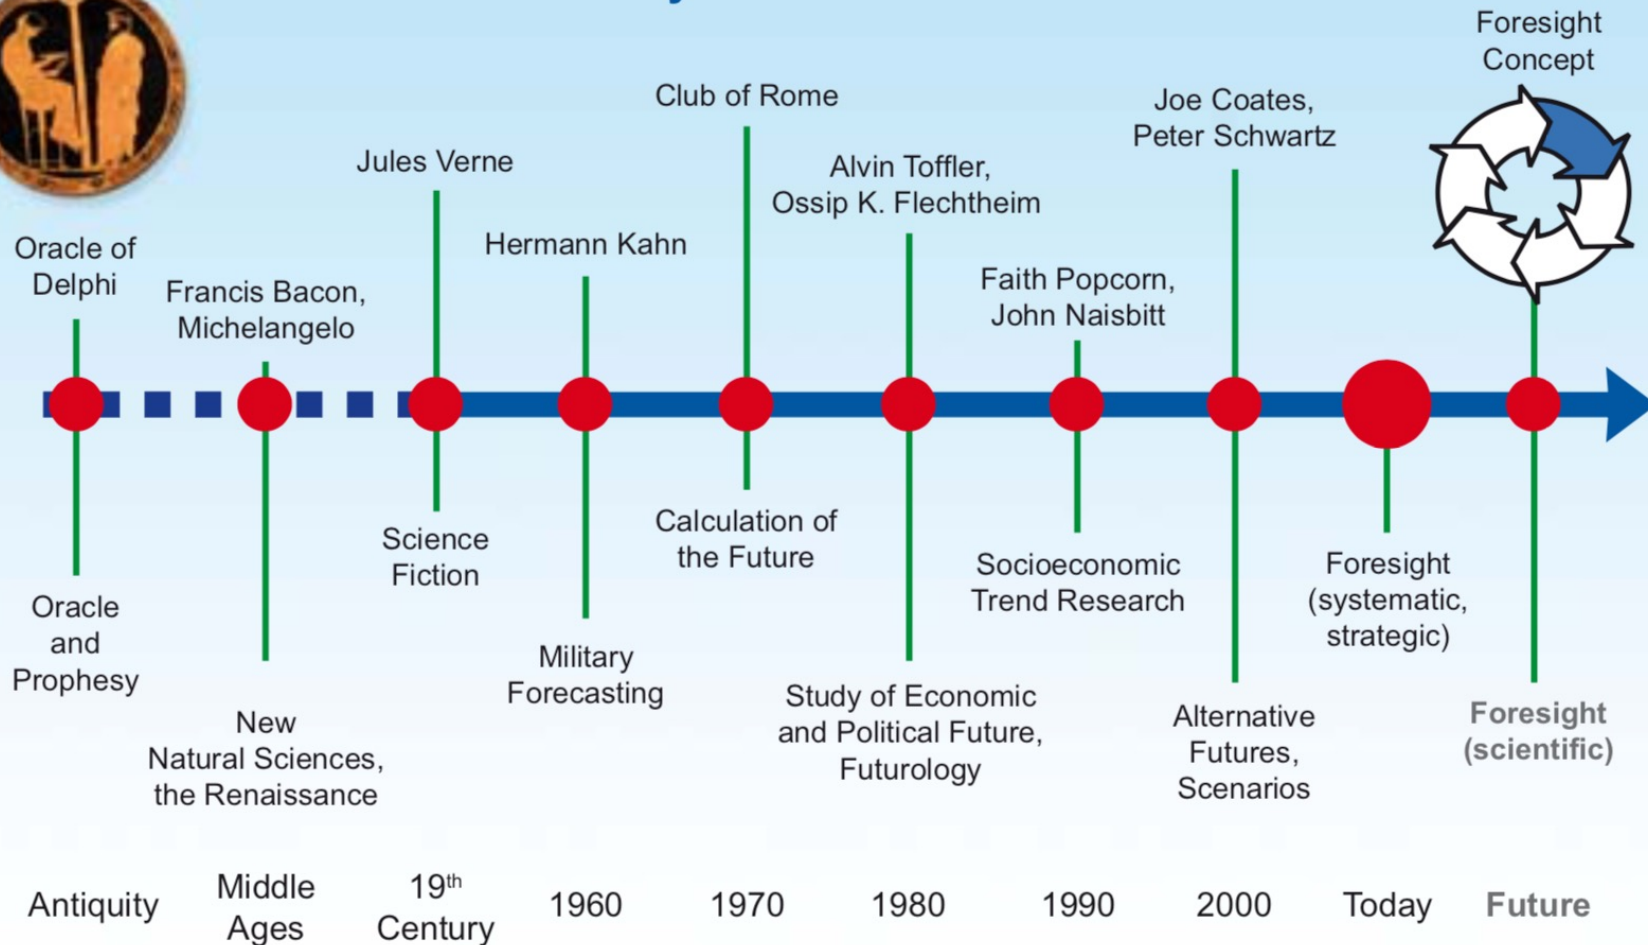 Foresight
Concept
Club of Rome
Joe Coates,
Peter Schwartz
Jules Verne
Alvin Toffler,
Ossip K. Flechtheim
Hermann Kahn
Oracle of
Delphi
Francis Bacon,
Michelangelo
Faith Popcorn,
John Naisbitt
Oracle
and
Prophesy
New
Natural Sciences,
the Renaissance
Science
Fiction
Military
Forecasting
Calculation of
the Future
Study of Economic
and Political Future,
Futurology
Socioeconomic
Trend Research
Alternative
Futures,
Scenarios
Foresight
(systematic,
strategic)
Foresight
(scientific)
Antiquity
Middle
Ages
19th
Century
1960
1970
1980
1990
2000
Today
Future